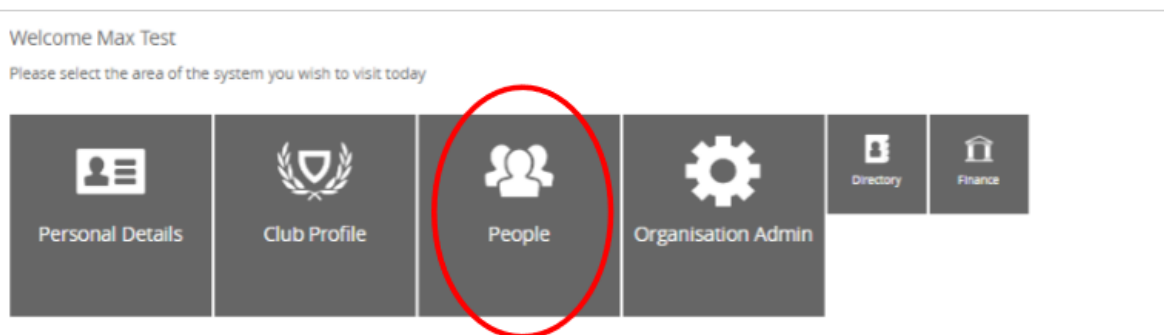 Welcome Max Test
Please select the area of the system you wish to visit today
Personal Details
Club Profile
People
Organisation Admin
Directory
Finance